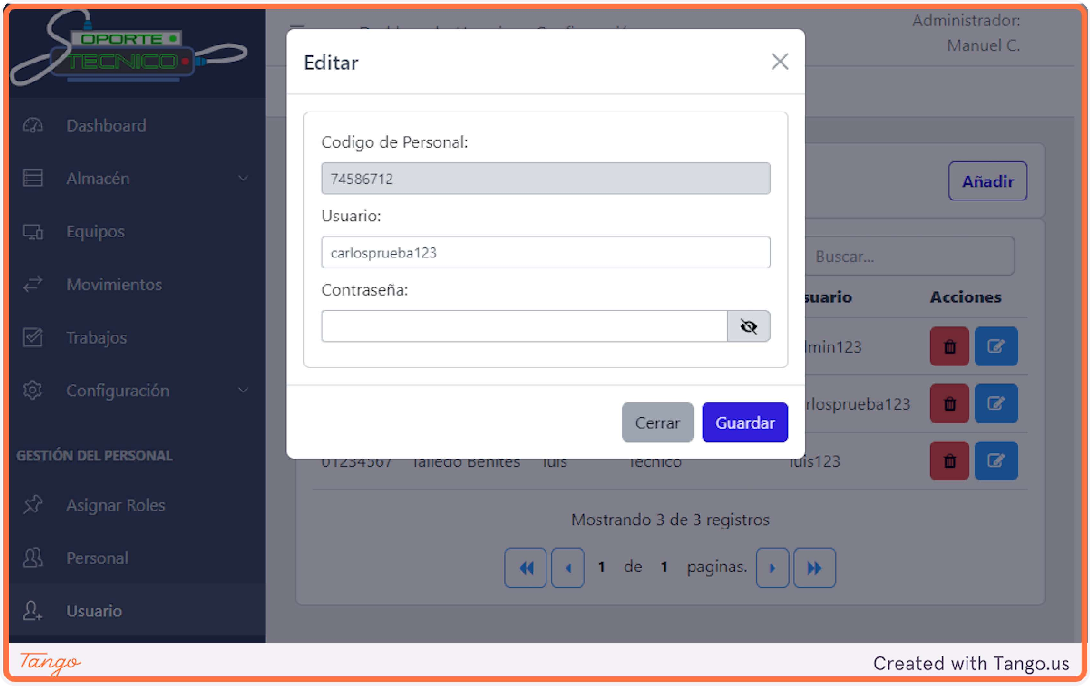 OPORTE
TECNICO
Administrador:
Manuel C.
Dashboard
Almacén
Equipos
Movimientos
Trabajos
Configuración
GESTIÓN DEL PERSONAL
Asignar Roles
Personal
Usuario
Editar
Codigo de Personal:
74586712
Usuario:
carlosprueba123
Contraseña:
Cerrar
Guardar
Añadir
Buscar...
suario
Acciones
lmin123
rlosprueba123
01234567 Talledo Benites luis Tecnico luis123
Mostrando 3 de 3 registros
1 de 1 paginas.
Tango
Created with Tango.us